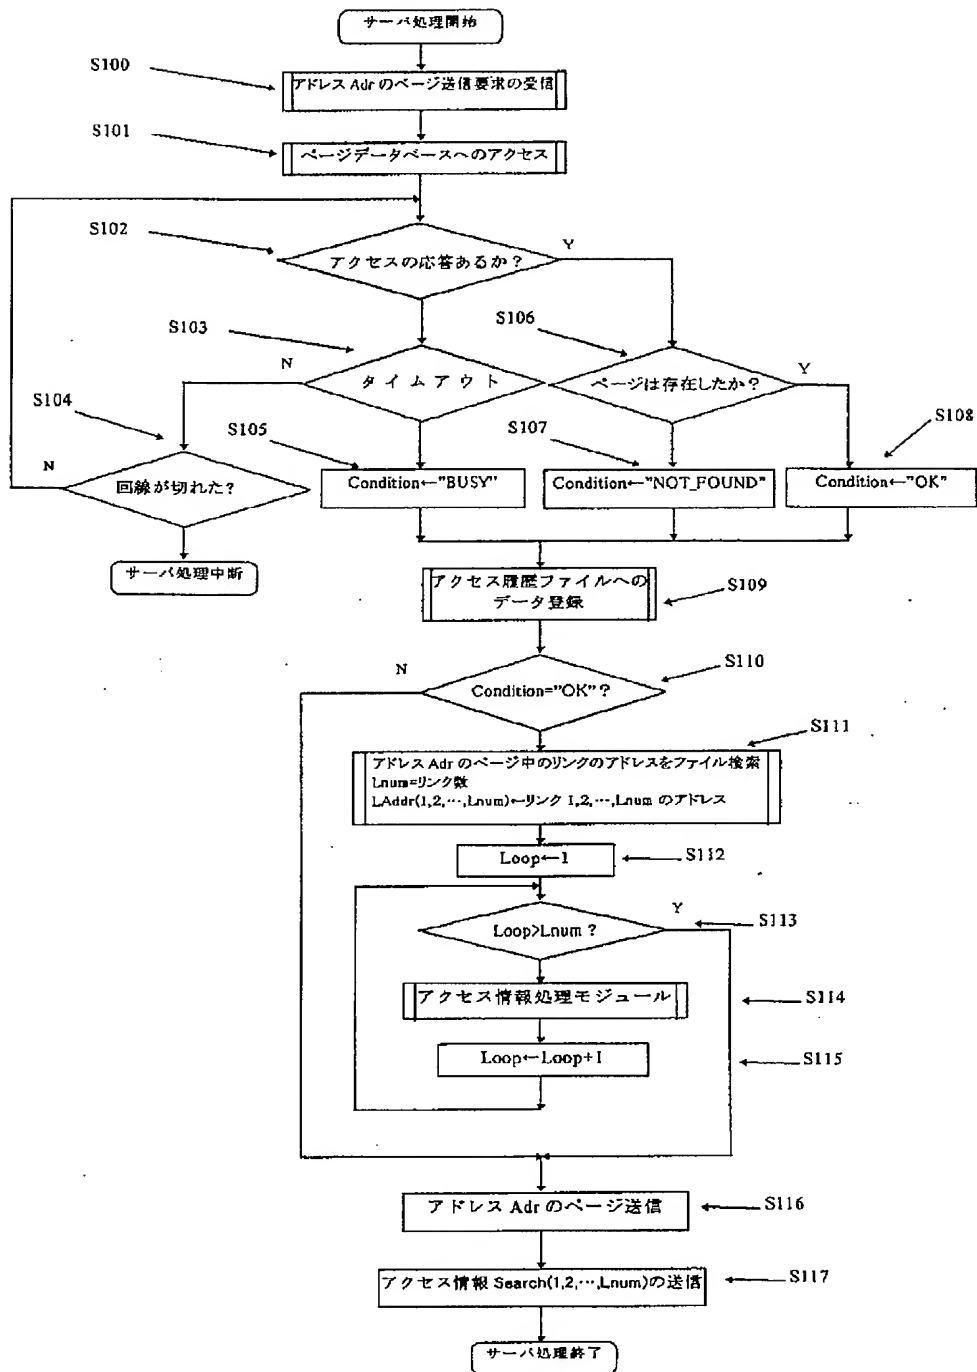 サーバ処理開始
S100
アドレス Adr のページ送信要求の受信
S101
ページデータベースへのアクセス
S102
アクセスの応答あるか?
Y
S103
N
タイムアウト
S106
ページは存在したか?
Y
S104
N
回線が切れた?
S105
Condition←"BUSY"
S107
Condition←"NOT_FOUND"
S108
Condition←"OK"
サーバ処理中断
アクセス履歴ファイルへの
データ登録
S109
N
Condition="OK"?
S110
S111
アドレス Adr のページ中のリンクのアドレスをファイル検索
Lnum=リンク数
LAddr(1,2,…,Lnum)←リンク 1,2,…,Lnum のアドレス
Loop←1
S112
Loop>Lnum?
Y
S113
アクセス情報処理モジュール
S114
Loop←Loop+1
S115
アドレス Adr のページ送信
S116
アクセス情報 Search(1,2,…,Lnum)の送信
S117
サーバ処理終了